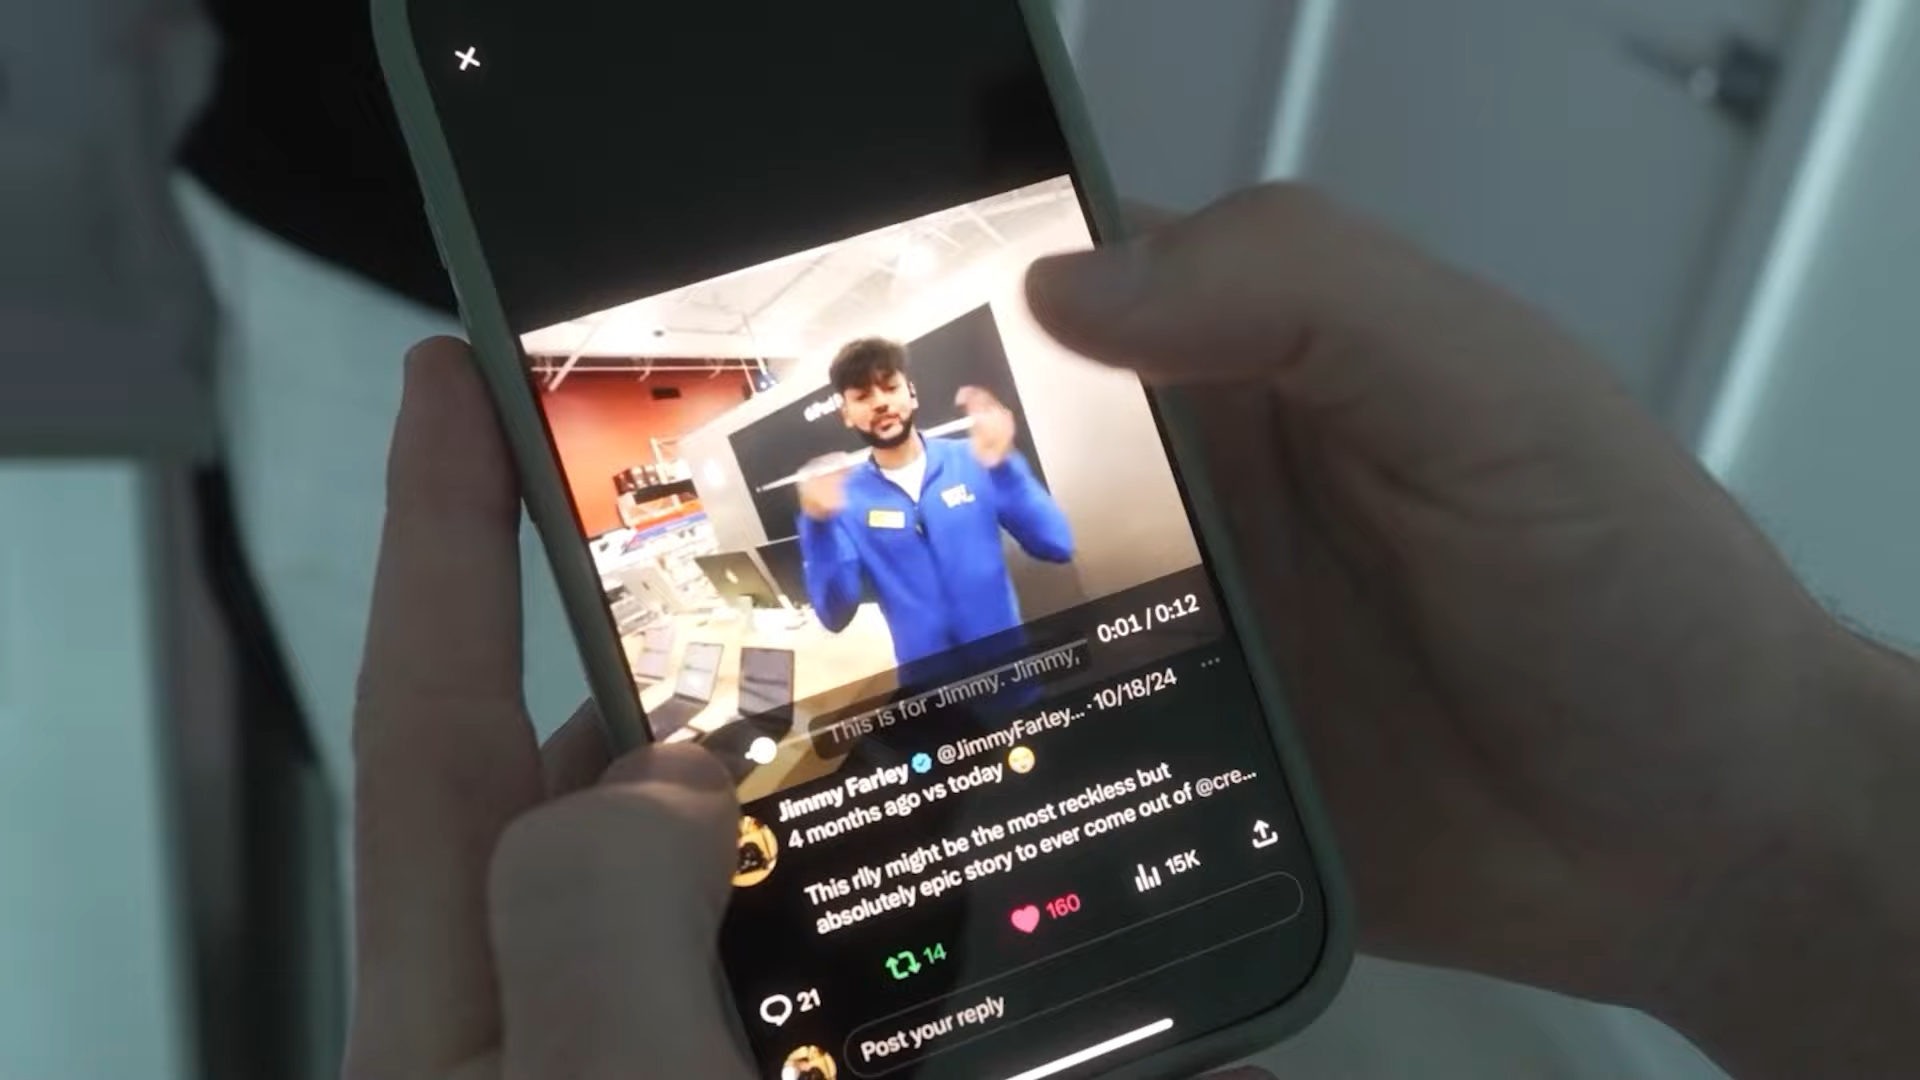 0:01 / 0:12
This is for Jimmy. Jimmy,
Jimmy Farley @JimmyFarley... · 10/18/24
4 months ago vs today
This rlly might be the most reckless but
absolutely epic story to ever come out of @cre...
21 14 160 15K
Post your reply